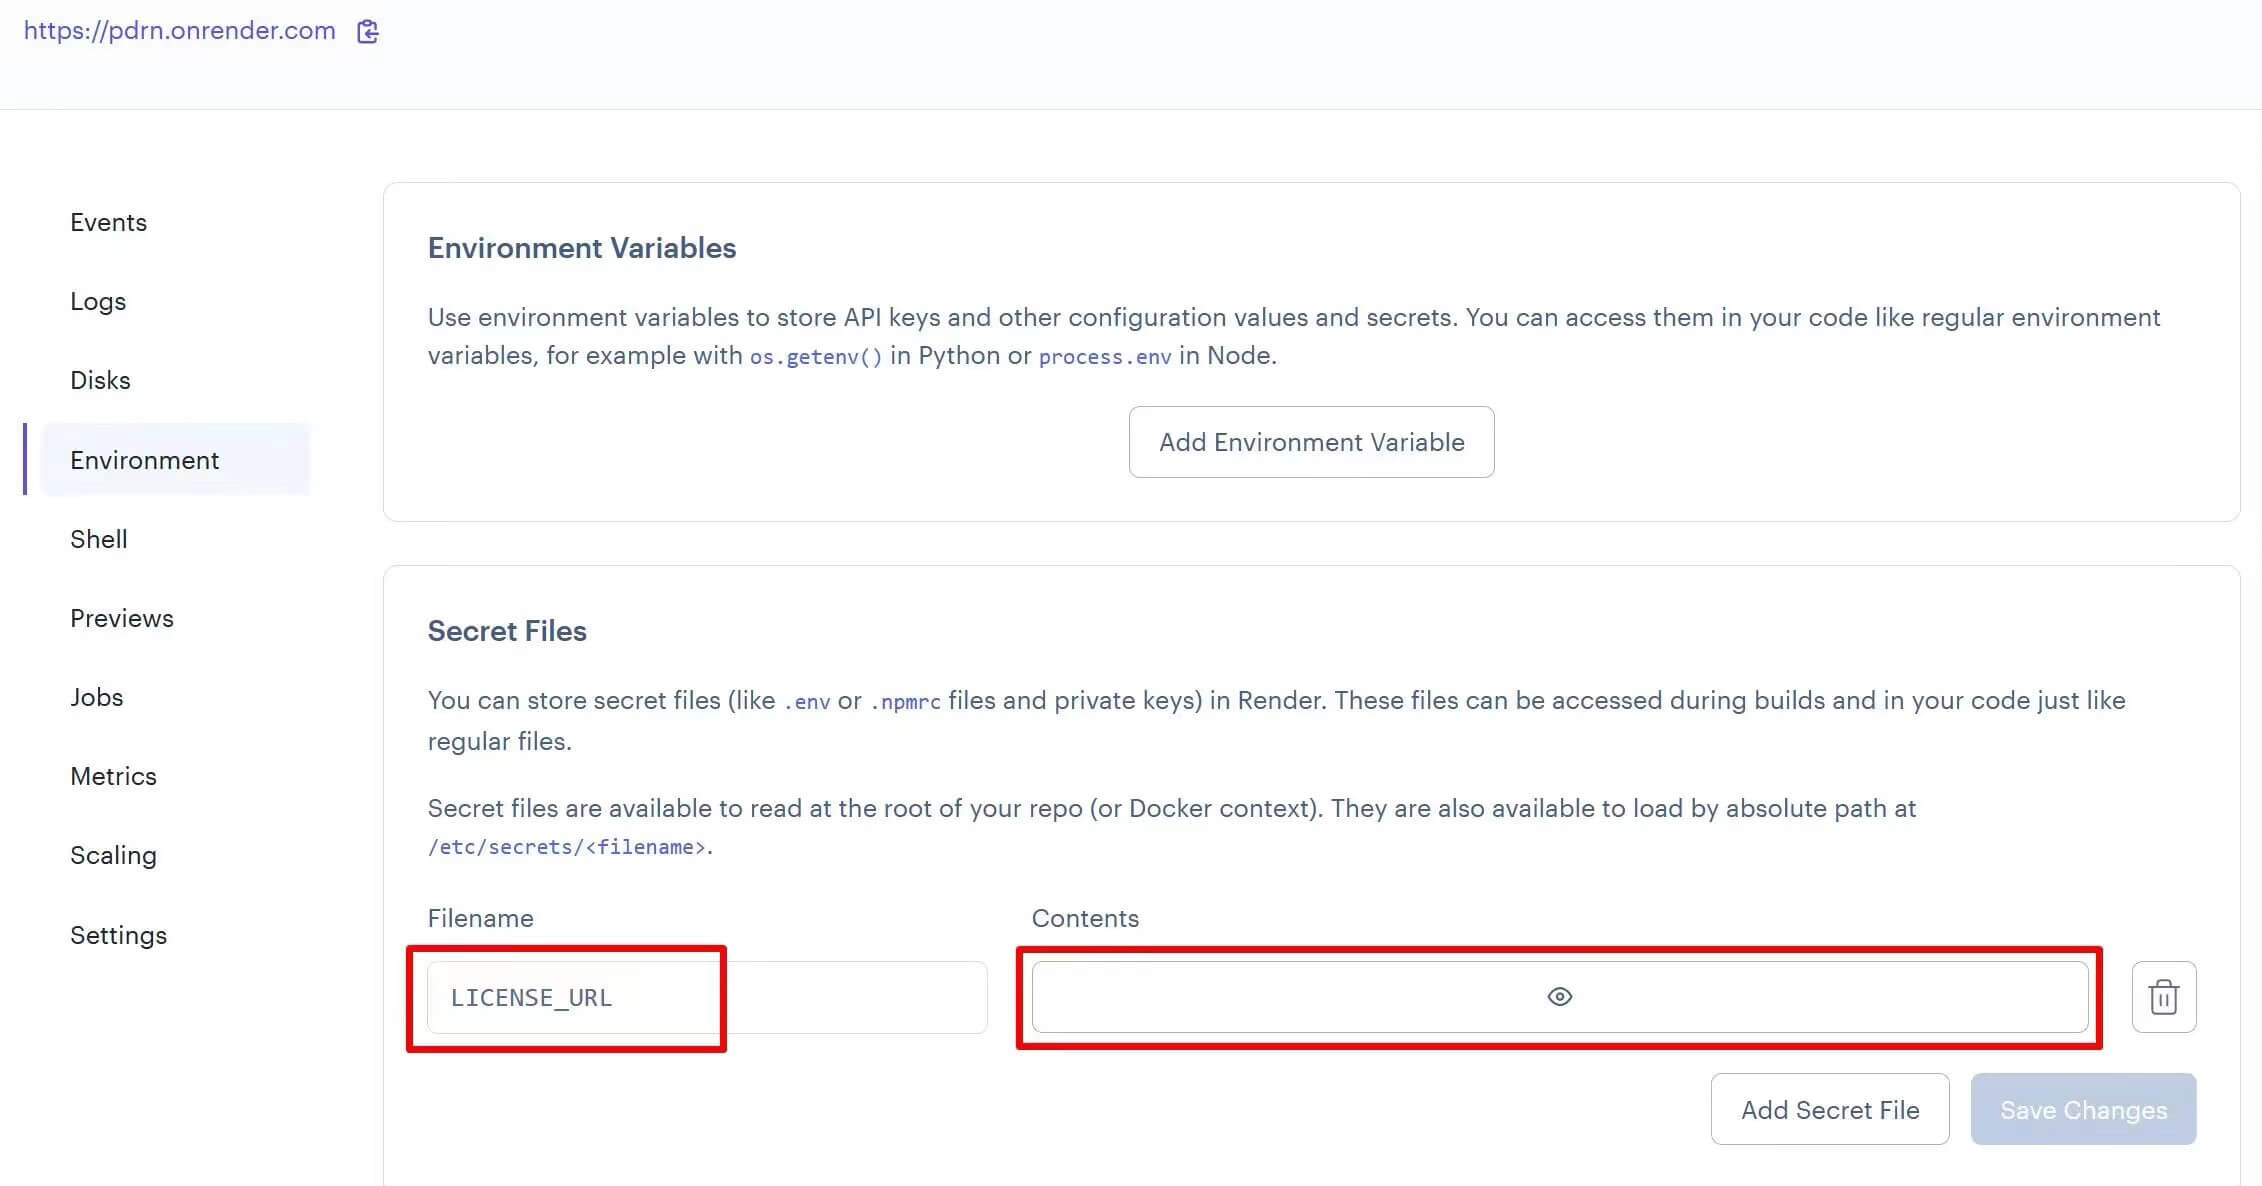 https://pdrn.onrender.com
Events
Logs
Disks
Environment
Shell
Previews
Jobs
Metrics
Scaling
Settings
Environment Variables
Use environment variables to store API keys and other configuration values and secrets. You can access them in your code like regular environment
variables, for example with os.getenv() in Python or process.env in Node.
Add Environment Variable
Secret Files
You can store secret files (like .env or .npmrc files and private keys) in Render. These files can be accessed during builds and in your code just like
regular files.
Secret files are available to read at the root of your repo (or Docker context). They are also available to load by absolute path at
/etc/secrets/<filename>.
Filename
Contents
LICENSE_URL
Add Secret File
Save Changes